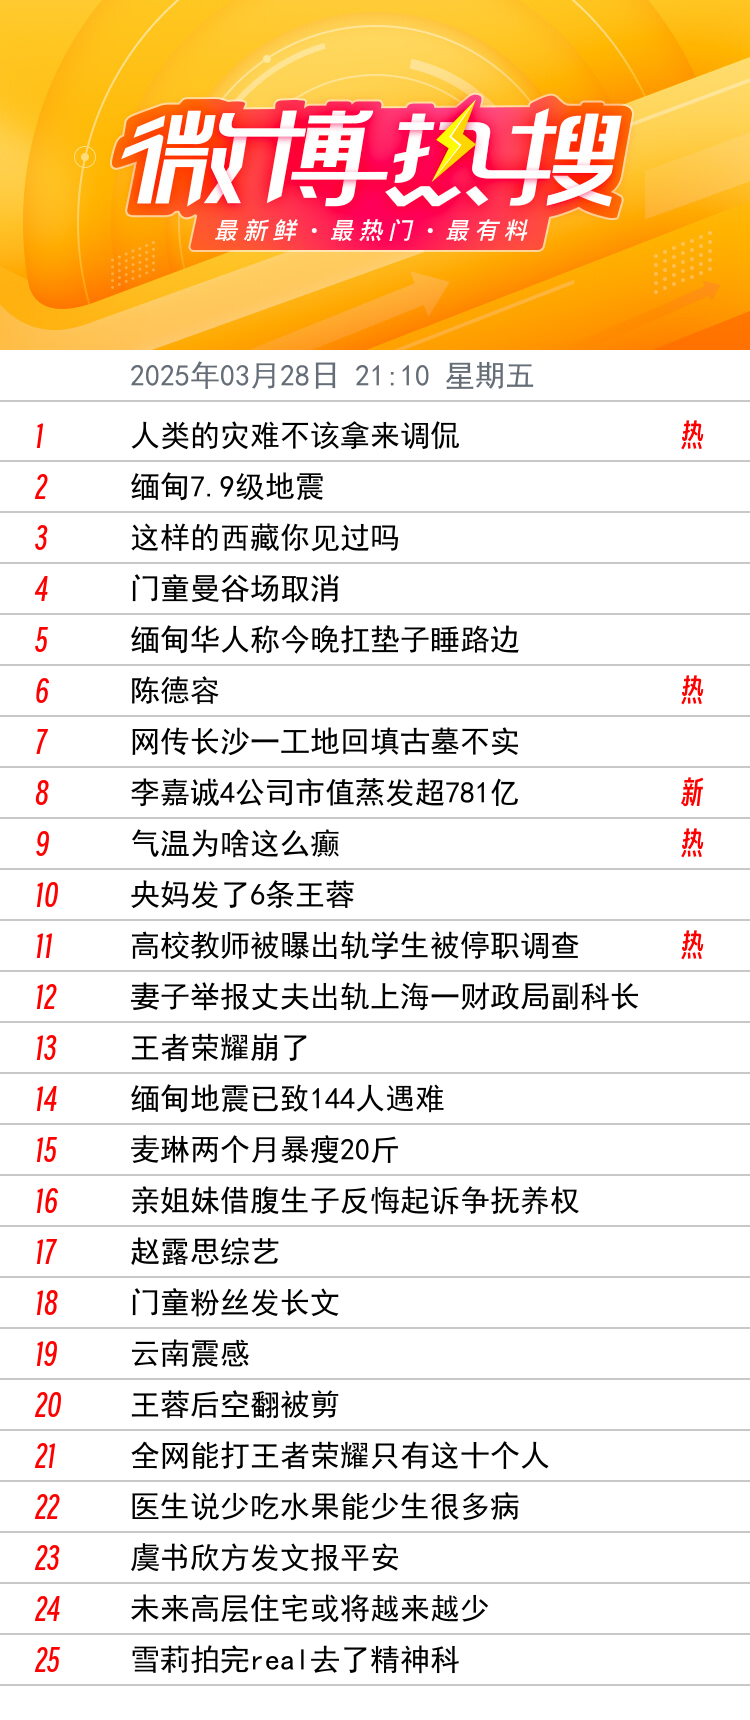 微博热搜
最新鲜·最热门·最有料
2025年03月28日 21:10 星期五
1 人类的灾难不该拿来调侃 热
2 缅甸7.9级地震
3 这样的西藏你见过吗
4 门童曼谷场取消
5 缅甸华人称今晚扛垫子睡路边
6 陈德容 热
7 网传长沙一工地回填古墓不实
8 李嘉诚4公司市值蒸发超781亿 新
9 气温为啥这么癫 热
10 央妈发了6条王蓉
11 高校教师被曝出轨学生被停职调查 热
12 妻子举报丈夫出轨上海一财政局副科长
13 王者荣耀崩了
14 缅甸地震已致144人遇难
15 麦琳两个月暴瘦20斤
16 亲姐妹借腹生子反悔起诉争抚养权
17 赵露思综艺
18 门童粉丝发长文
19 云南震感
20 王蓉后空翻被剪
21 全网能打王者荣耀只有这十个人
22 医生说少吃水果能少生很多病
23 虞书欣方发文报平安
24 未来高层住宅或将越来越少
25 雪莉拍完real去了精神科